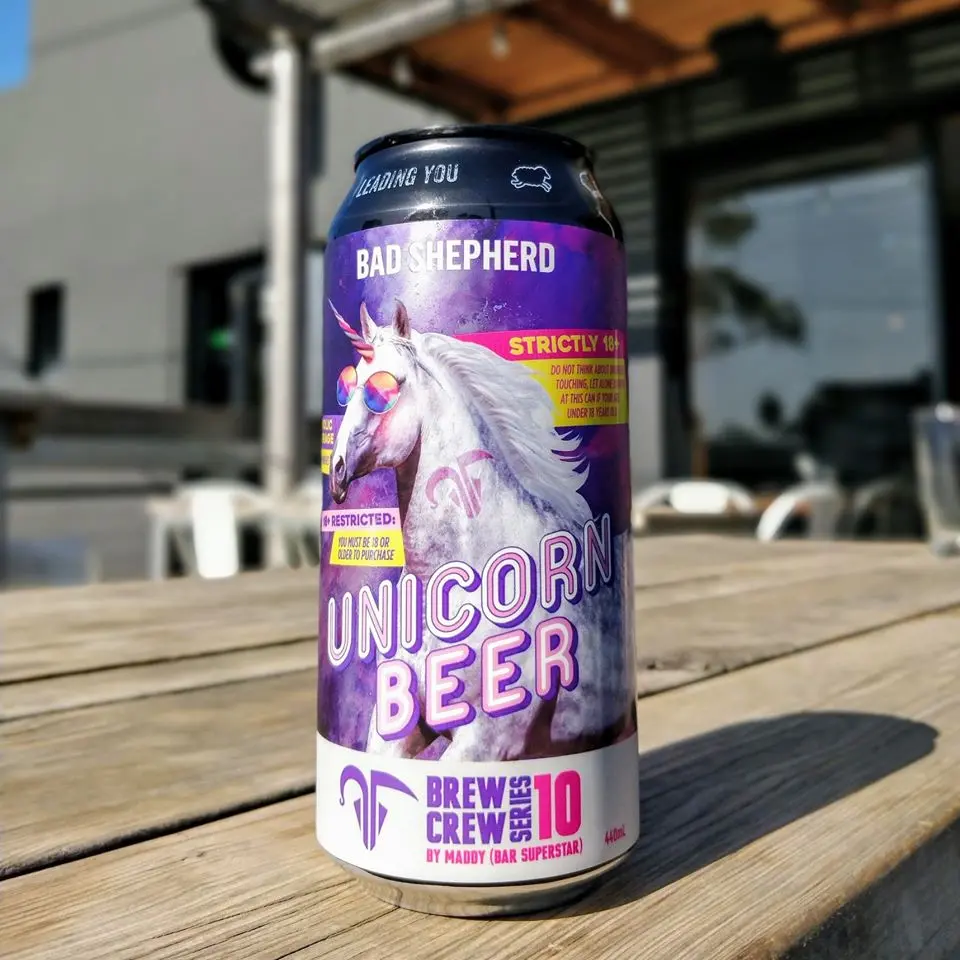 LEADING YOU
BAD SHEPHERD
STRICTLY 18+
DO NOT THINK ABOUT
TOUCHING, LET ALONE
AT THIS CAN IF YOUR
UNDER 18 YEARS
18+ RESTRICTED:
YOU MUST BE 18 OR
OLDER TO PURCHASE
UNICORN
BEER
BREW
CREW
SERIES
10
BY MADDY (BAR SUPERSTAR)
440mL